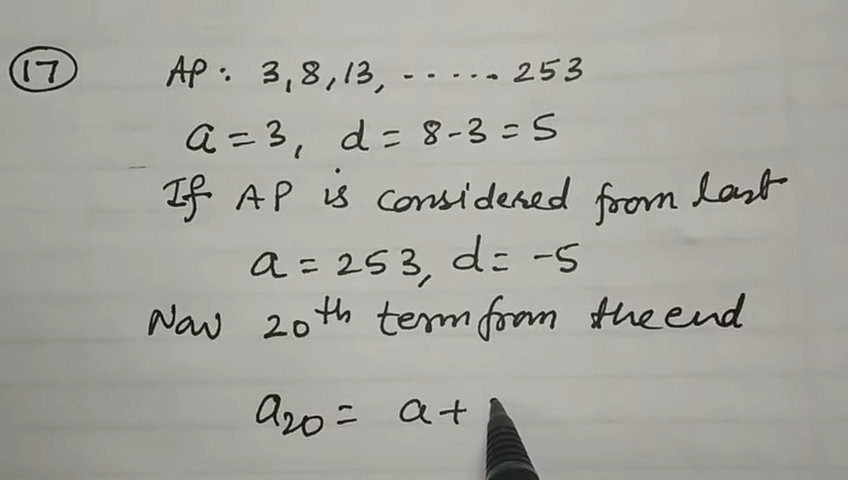 17 AP: 3, 8, 13, ...... 253
a = 3, d = 8 - 3 = 5
If AP is considered from last
a = 253, d = -5
Now 20th term from the end
a20 = a +